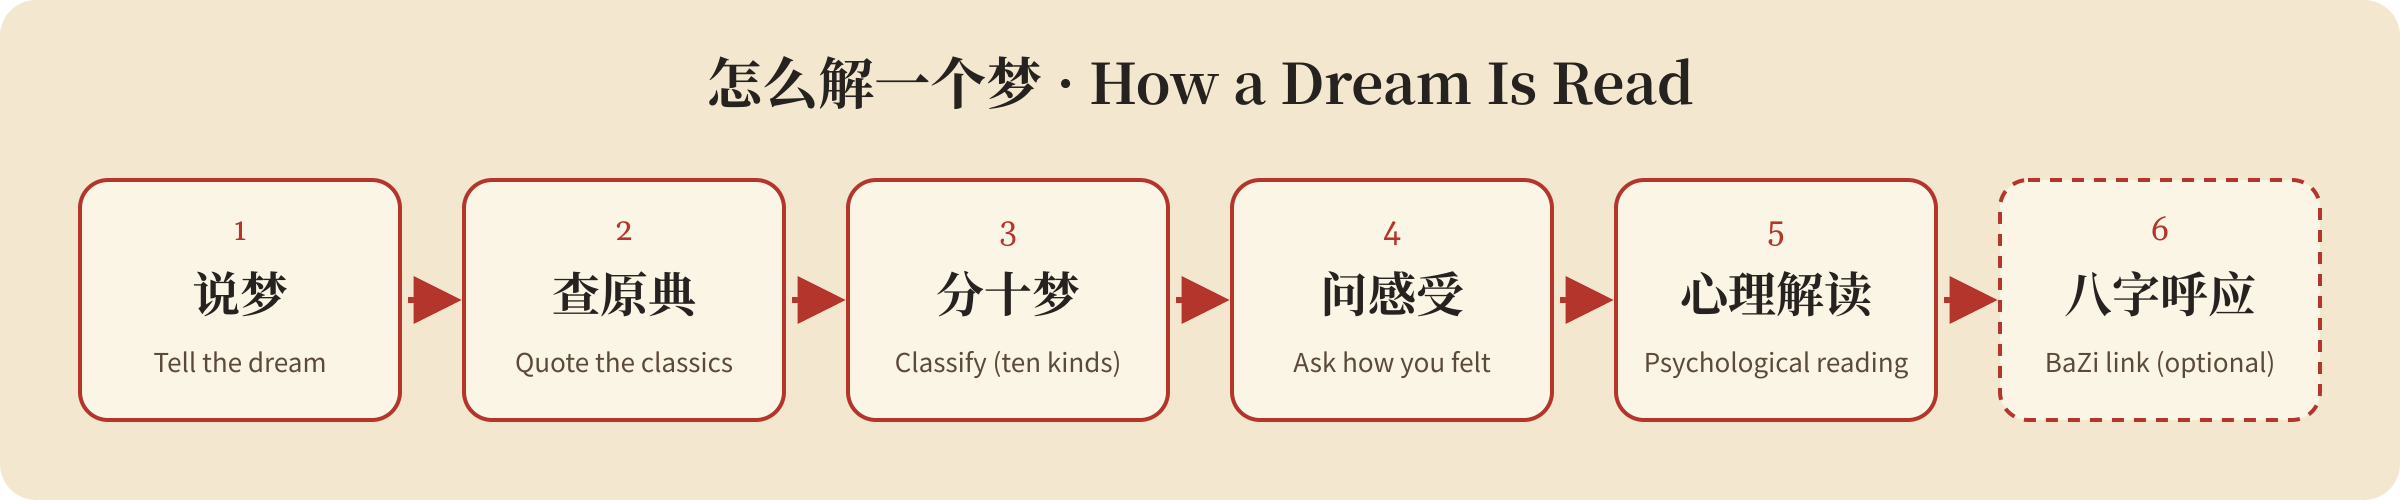 怎么解一个梦 · How a Dream Is Read
1
说梦
Tell the dream
2
查原典
Quote the classics
3
分十梦
Classify (ten kinds)
4
问感受
Ask how you felt
5
心理解读
Psychological reading
6
八字呼应
BaZi link (optional)